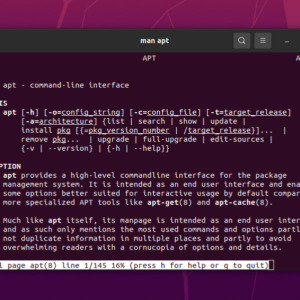 man apt
APT
apt - command-line interface
IS
apt [-h] [-o=config_string] [-c=config_file] [-t=target_release]
[-a=architecture] {list | search | show | update |
install pkg [{=pkg_version_number | /target_release}]... |
remove pkg... | upgrade | full-upgrade | edit-sources |
{-v | --version} | {-h | --help}}
PTION
apt provides a high-level commandline interface for the package
management system. It is intended as an end user interface and ena
some options better suited for interactive usage by default compar
more specialized APT tools like apt-get(8) and apt-cache(8).
Much like apt itself, its manpage is intended as an end user inter
and as such only mentions the most used commands and options partl
not duplicate information in multiple places and partly to avoid
overwhelming readers with a cornucopia of options and details.
l page apt(8) line 1/145 16% (press h for help or q to quit)